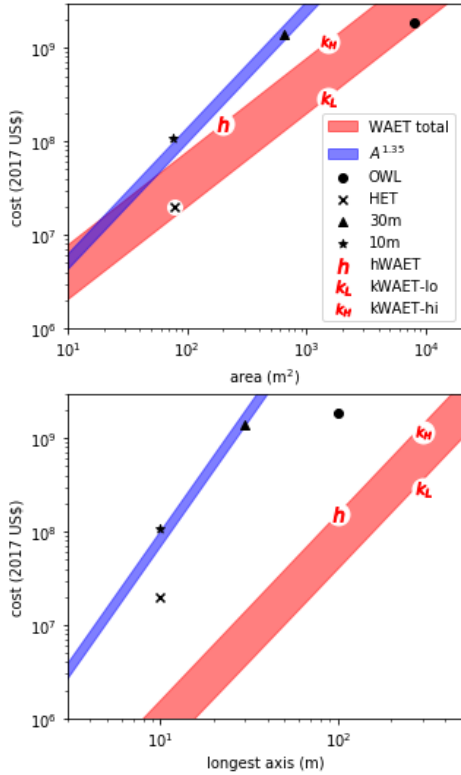 10⁹
10⁸
10⁷
10⁶
cost (2017 US$)
k_H
k_L
h
WAET total
A^1.35
OWL
HET
30m
10m
h hWAET
k_L kWAET-lo
k_H kWAET-hi
10¹ 10² 10³ 10⁴
area (m²)
10⁹
10⁸
10⁷
10⁶
cost (2017 US$)
k_H
k_L
h
10¹ 10²
longest axis (m)